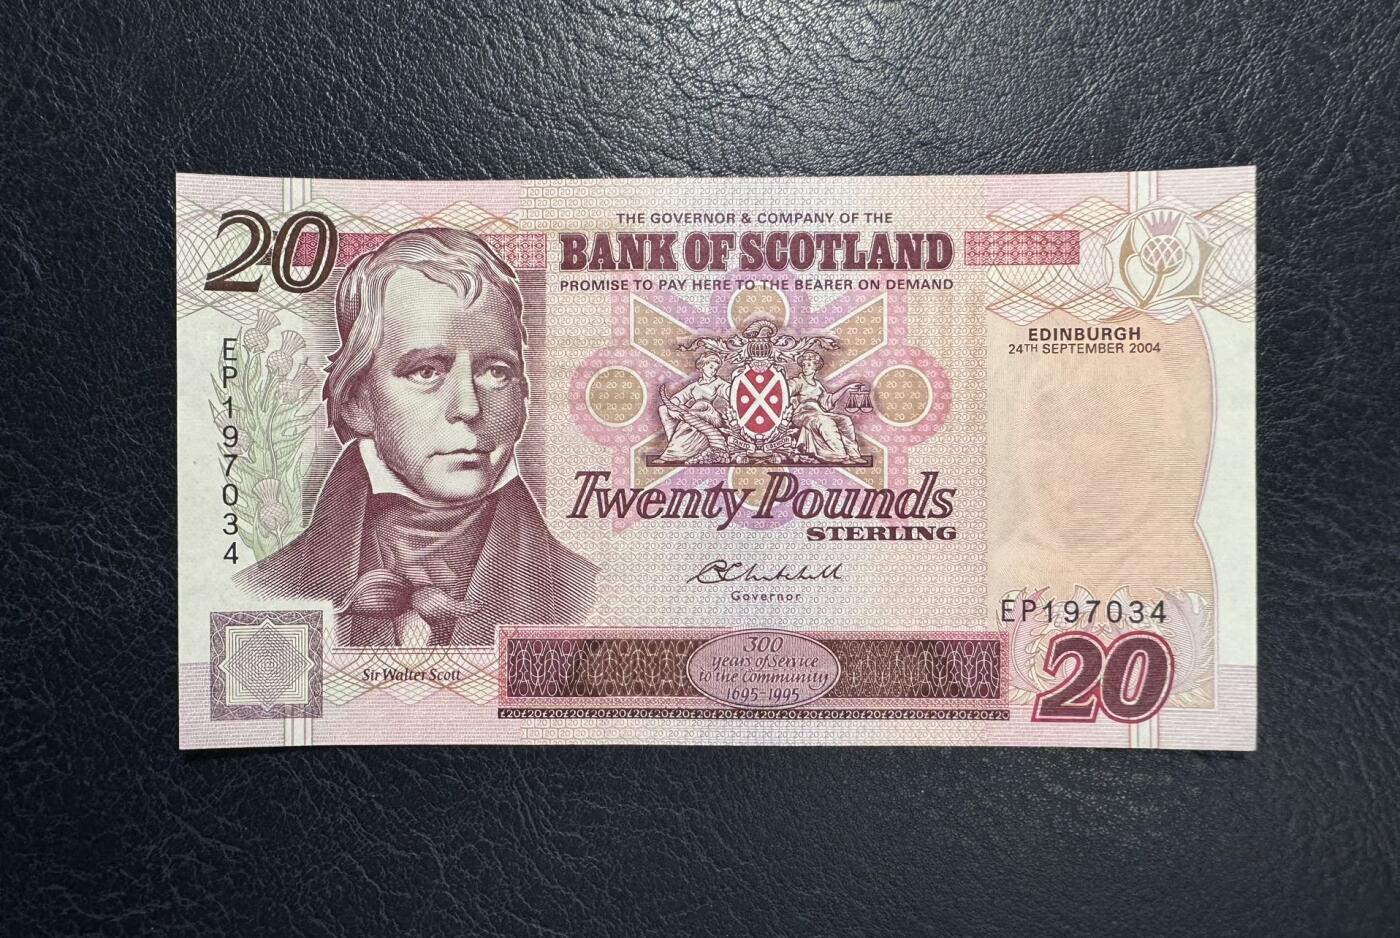 20
THE GOVERNOR & COMPANY OF THE
BANK OF SCOTLAND
PROMISE TO PAY HERE TO THE BEARER ON DEMAND
EDINBURGH
24TH SEPTEMBER 2004
EP197034
Twenty Pounds
STERLING
Governor
EP197034
20
300
years of Service
to the Community
1695-1995
Sir Walter Scott